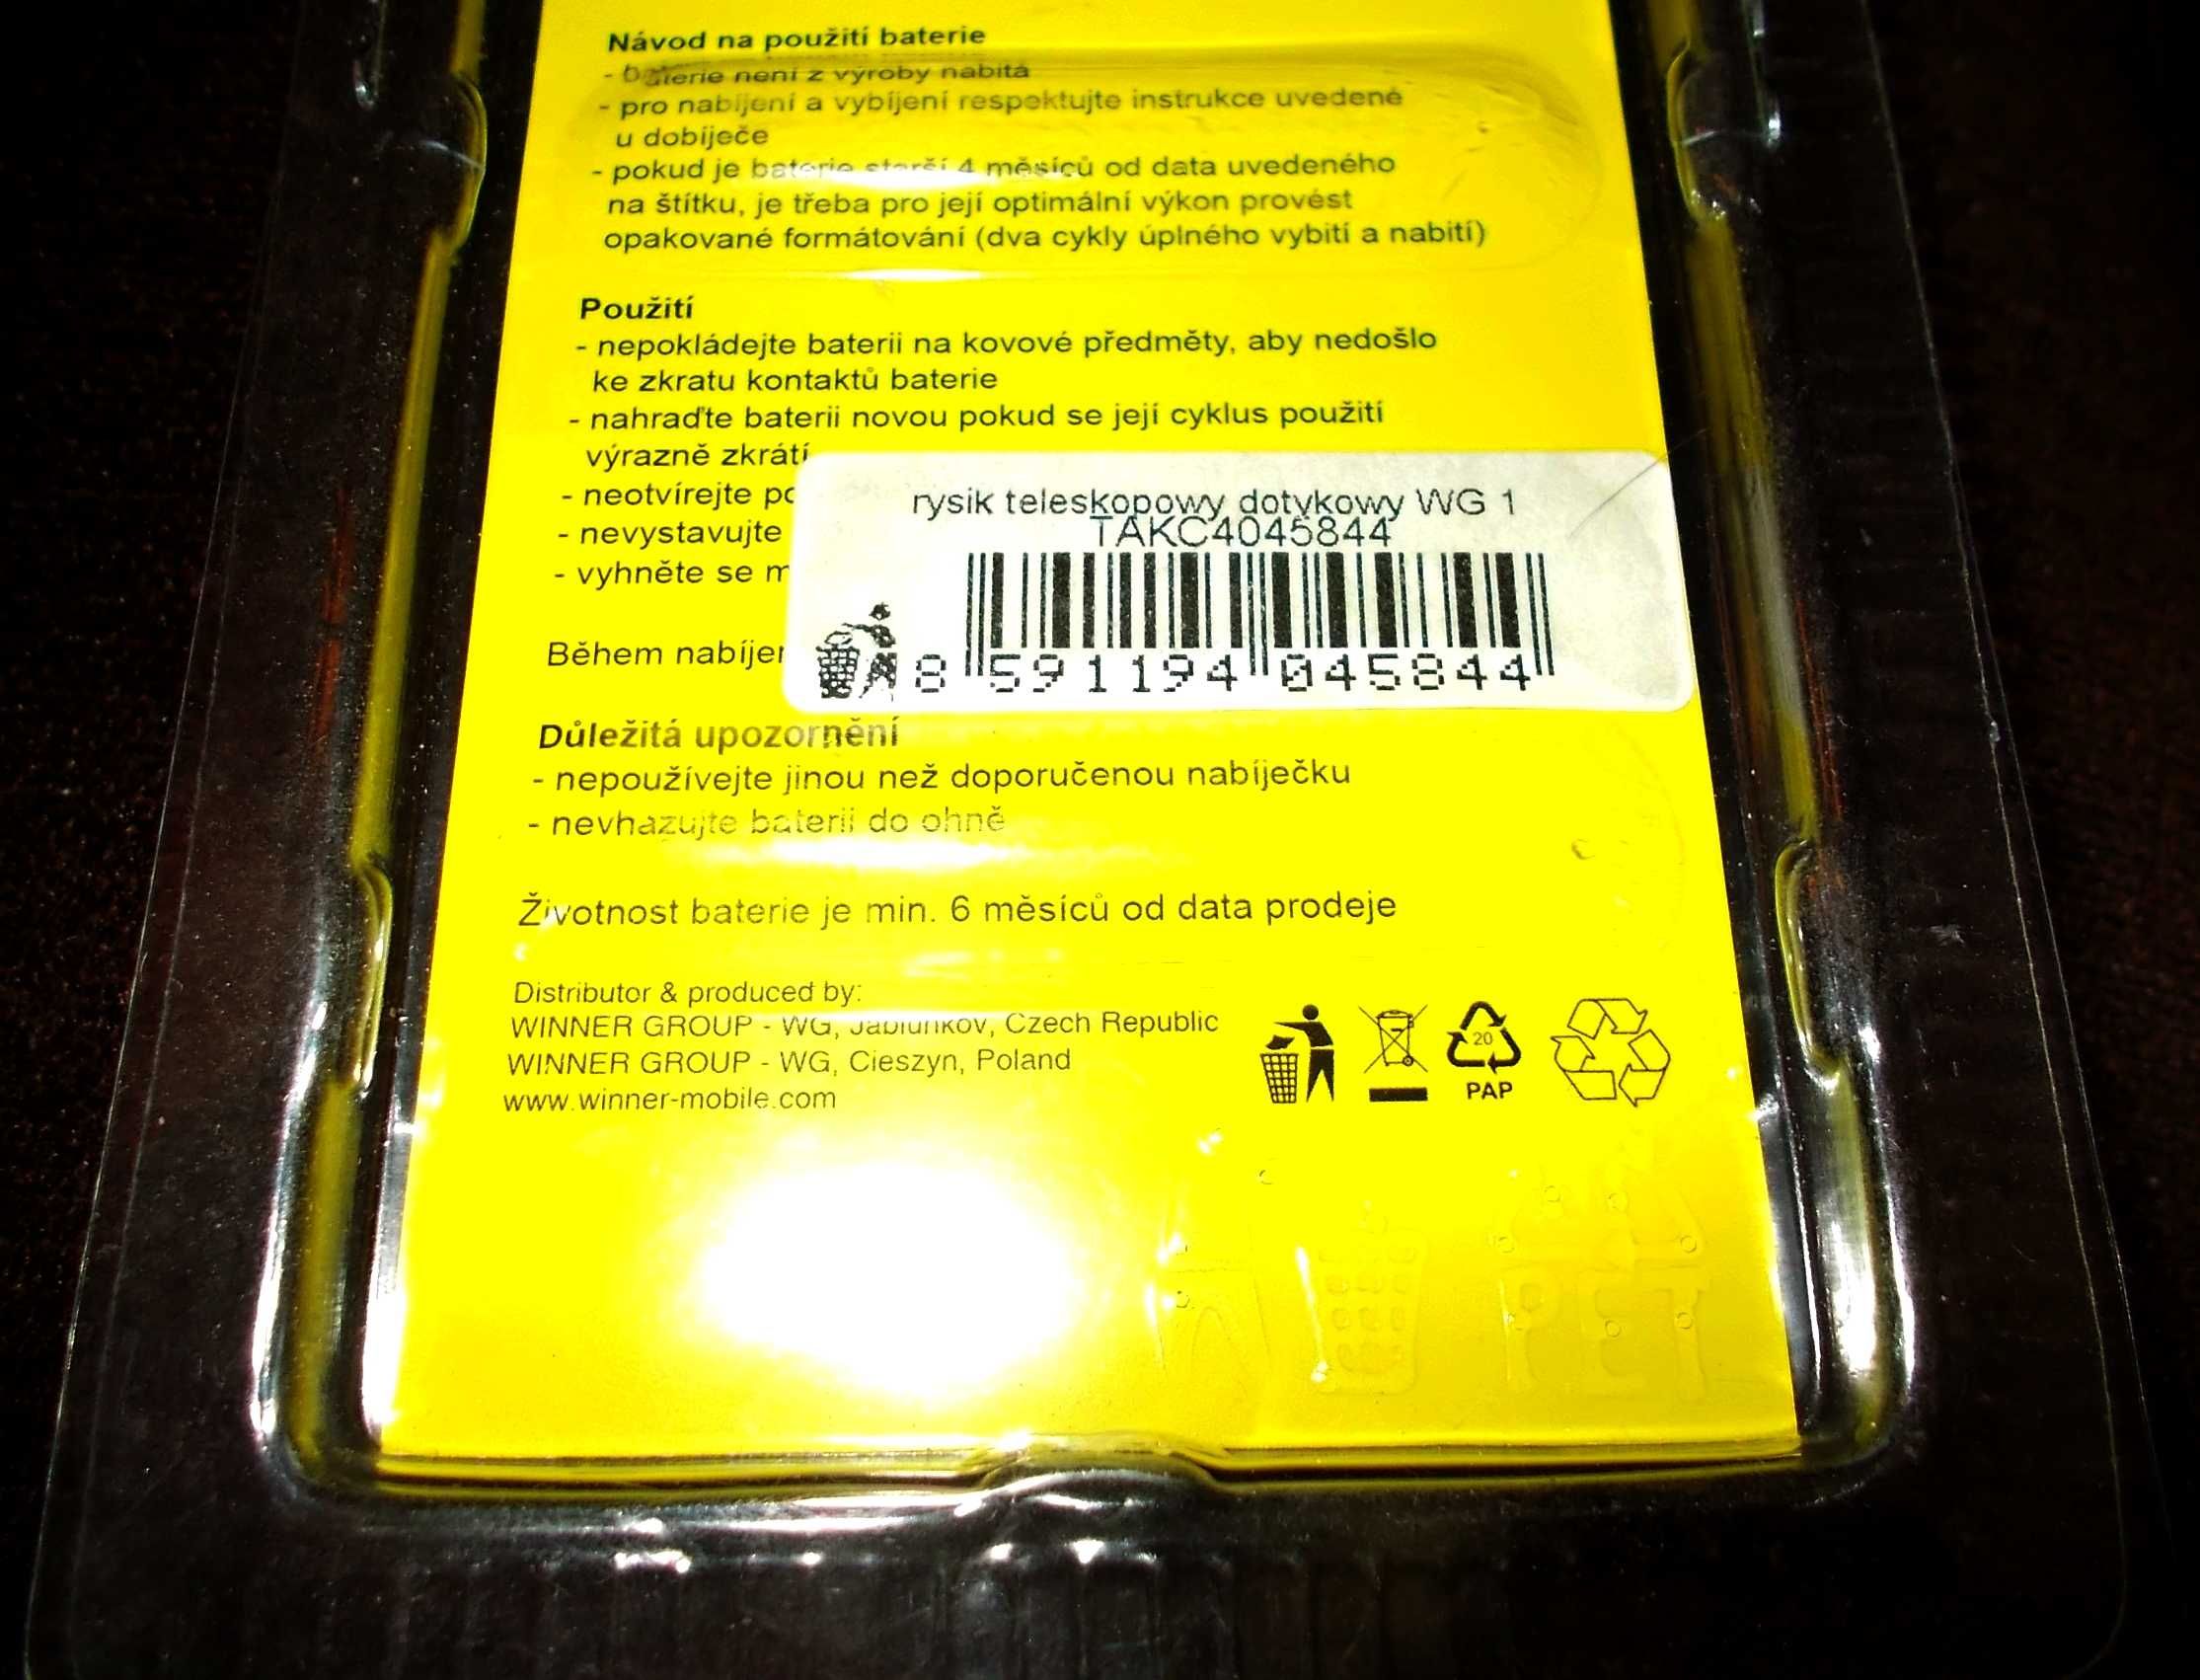 Návod na použití baterie
- baterie není z výroby nabitá
- pro nabíjení a vybíjení respektujte instrukce uvedené
u dobíječe
- pokud je baterie starší 4 měsíců od data uvedeného
na štítku, je třeba pro její optimální výkon provést
opakované formátování (dva cykly úplného vybití a nabití)
Použití
- nepokládejte baterii na kovové předměty, aby nedošlo
ke zkratu kontaktů baterie
- nahraďte baterii novou pokud se její cyklus použití
výrazně zkrátí
- neotvírejte
- nevystavujte
- vyhněte se
rysik teleskopowy dotykowy WG 1
TAKC4045844
8 591194 045844
Během
Důležitá upozornění
- nepoužívejte jinou než doporučenou nabíječku
- nevhazujte baterii do ohně
Životnost baterie je min. 6 měsíců od data prodeje
Distributor & produced by:
WINNER GROUP - WG, Jablunkov, Czech Republic
WINNER GROUP - WG, Cieszyn, Poland
www.winner-mobile.com
20
PAP
PET